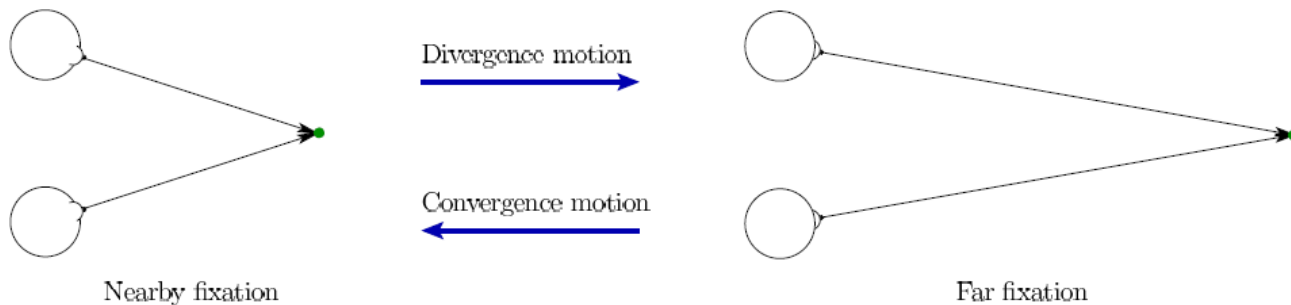 Divergence motion
Convergence motion
Nearby fixation
Far fixation